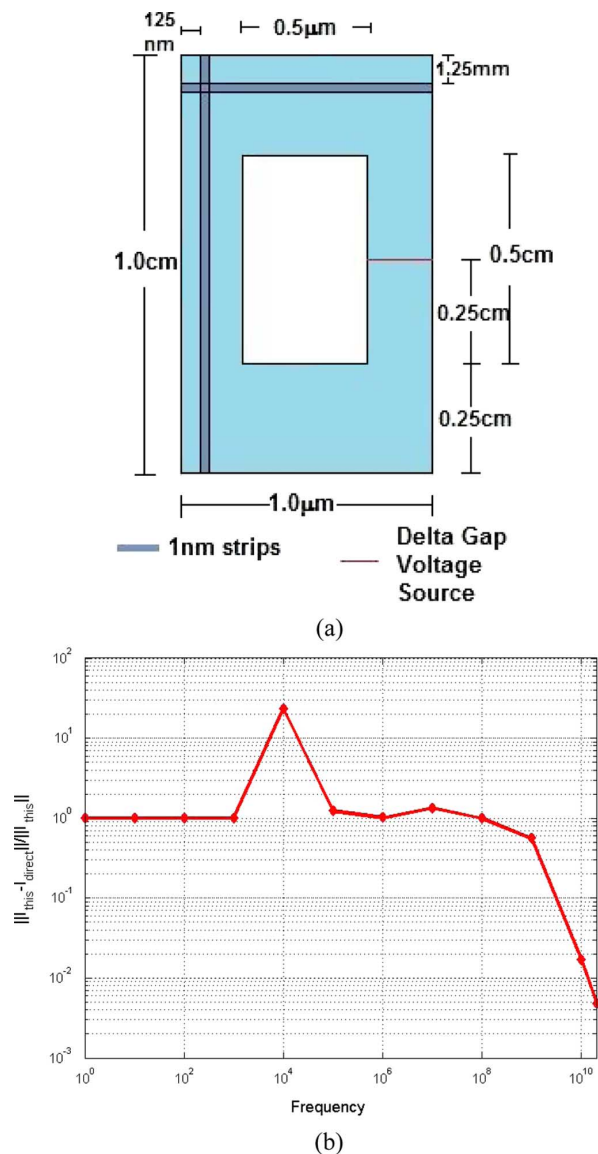 125
nm
0.5μm
1.25mm
1.0cm
0.5cm
0.25cm
0.25cm
1.0μm
1nm strips
Delta Gap
Voltage
Source
(a)
10^2
10^1
10^0
10^-1
10^-2
10^-3
||I_this-I_direct||/||I_this||
10^0
10^2
10^4
10^6
10^8
10^10
Frequency
(b)